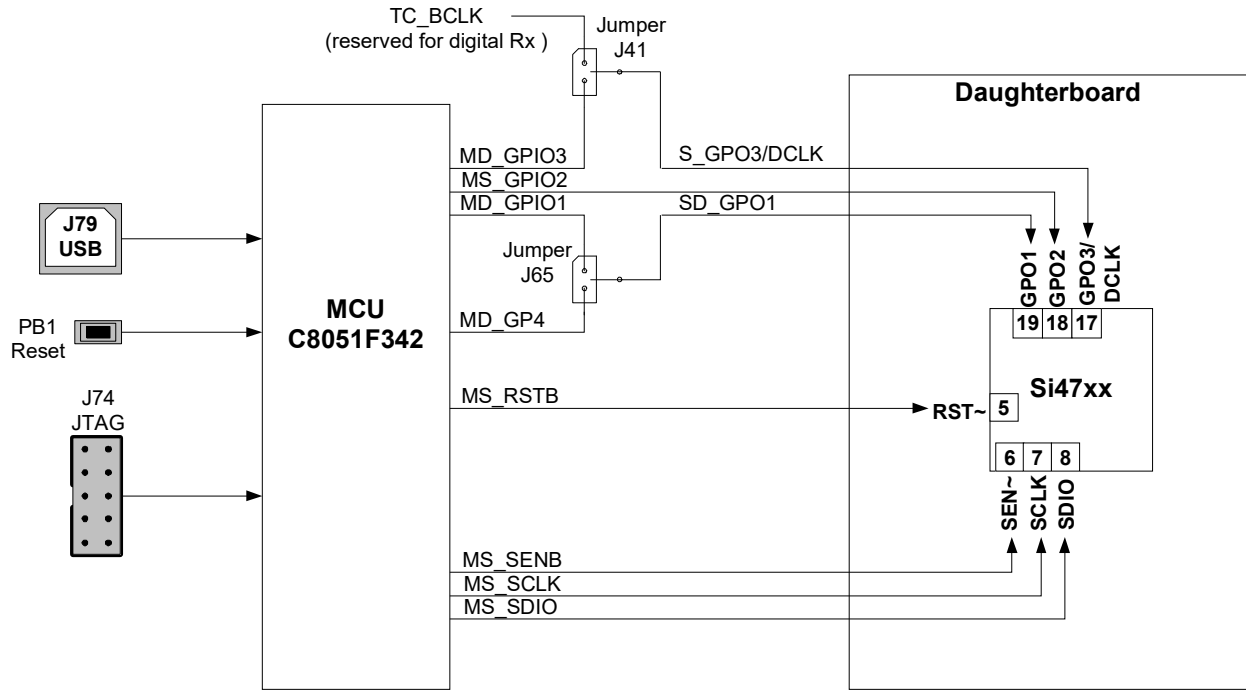 TC_BCLK
(reserved for digital Rx )
Jumper
J41
Daughterboard
MD_GPIO3
S_GPO3/DCLK
MS_GPIO2
MD_GPIO1
SD_GPO1
J79
USB
Jumper
J65
GPO1
GPO2
GPO3/
DCLK
MCU
C8051F342
PB1
Reset
MD_GP4
19 18 17
Si47xx
J74
JTAG
MS_RSTB
RST~
5
6 7 8
SEN~
SCLK
SDIO
MS_SENB
MS_SCLK
MS_SDIO